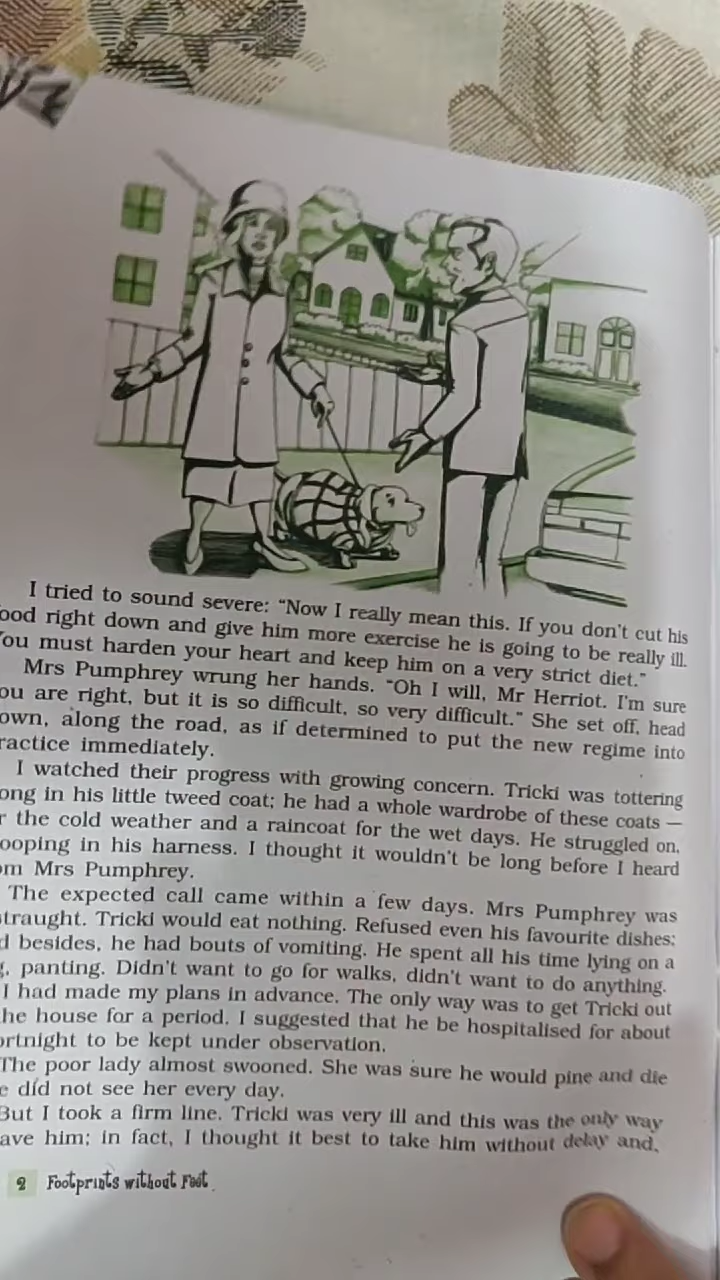 I tried to sound severe: “Now I really mean this. If you don't cut his
ood right down and give him more exercise he is going to be really ill.
ou must harden your heart and keep him on a very strict diet.”
Mrs Pumphrey wrung her hands. “Oh I will, Mr Herriot. I'm sure
ou are right, but it is so difficult, so very difficult.” She set off, head
own, along the road, as if determined to put the new regime into
ractice immediately.
I watched their progress with growing concern. Tricki was tottering
ong in his little tweed coat; he had a whole wardrobe of these coats —
r the cold weather and a raincoat for the wet days. He struggled on,
ooping in his harness. I thought it wouldn't be long before I heard
om Mrs Pumphrey.
The expected call came within a few days. Mrs Pumphrey was
straught. Tricki would eat nothing. Refused even his favourite dishes;
d besides, he had bouts of vomiting. He spent all his time lying on a
g, panting. Didn't want to go for walks, didn't want to do anything.
I had made my plans in advance. The only way was to get Tricki out
he house for a period. I suggested that he be hospitalised for about
ortnight to be kept under observation.
The poor lady almost swooned. She was sure he would pine and die
e did not see her every day.
But I took a firm line. Tricki was very ill and this was the only way
ave him; in fact, I thought it best to take him without delay and,
2 Footprints without Feet